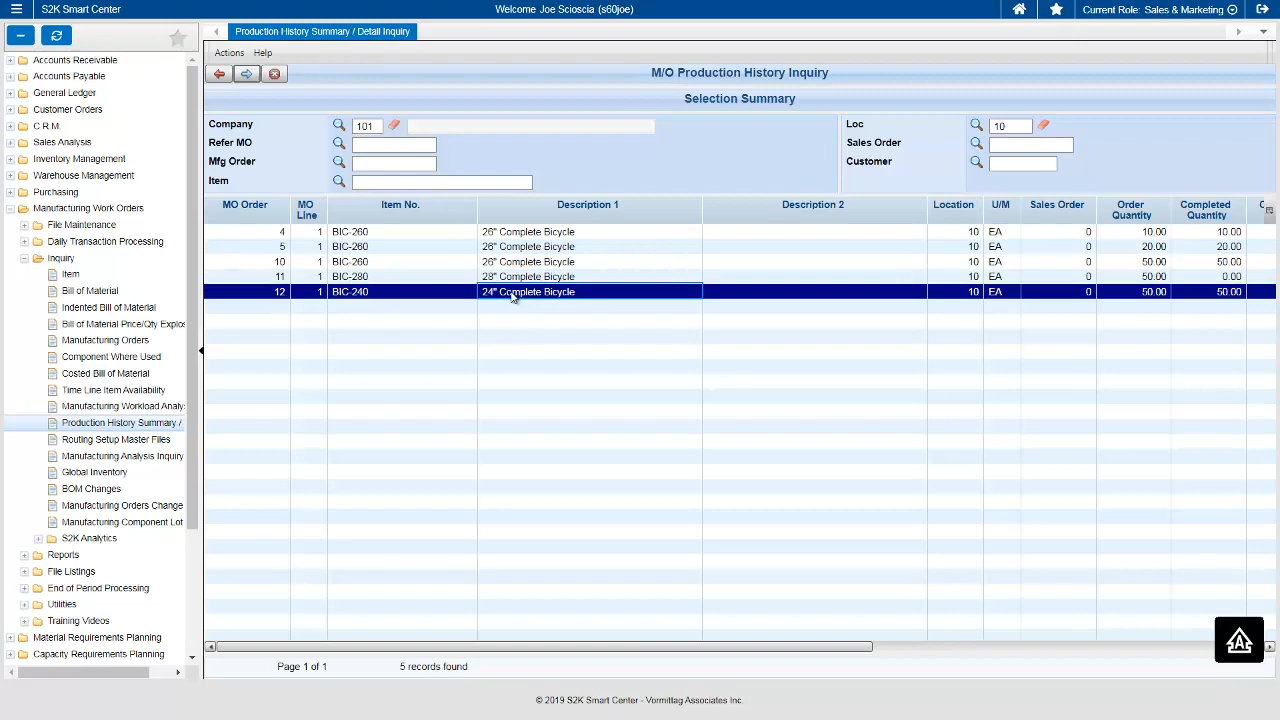 S2K Smart Center
Welcome Joe Scioscia (s60joe)
Current Role: Sales & Marketing
Production History Summary / Detail Inquiry
Actions Help
M/O Production History Inquiry
Selection Summary
Company 101
Loc 10
Refer MO
Sales Order
Mfg Order
Customer
Item
MO Order MO Line Item No. Description 1 Description 2 Location U/M Sales Order Order Quantity Completed Quantity C
4 1 BIC-260 26" Complete Bicycle 10 EA 0 10.00 10.00
5 1 BIC-260 26" Complete Bicycle 10 EA 0 20.00 20.00
10 1 BIC-260 26" Complete Bicycle 10 EA 0 50.00 50.00
11 1 BIC-280 28" Complete Bicycle 10 EA 0 50.00 0.00
12 1 BIC-240 24" Complete Bicycle 10 EA 0 50.00 50.00
Page 1 of 1 5 records found
Accounts Receivable
Accounts Payable
General Ledger
Customer Orders
C.R.M.
Sales Analysis
Inventory Management
Warehouse Management
Purchasing
Manufacturing Work Orders
File Maintenance
Daily Transaction Processing
Inquiry
Item
Bill of Material
Indented Bill of Material
Bill of Material Price/Qty Explos
Manufacturing Orders
Component Where Used
Costed Bill of Material
Time Line Item Availability
Manufacturing Workload Analys
Production History Summary /
Routing Setup Master Files
Manufacturing Analysis Inquiry
Global Inventory
BOM Changes
Manufacturing Orders Change
Manufacturing Component Lot
S2K Analytics
Reports
File Listings
End of Period Processing
Utilities
Training Videos
Material Requirements Planning
Capacity Requirements Planning
A
© 2019 S2K Smart Center - Vormittag Associates Inc.